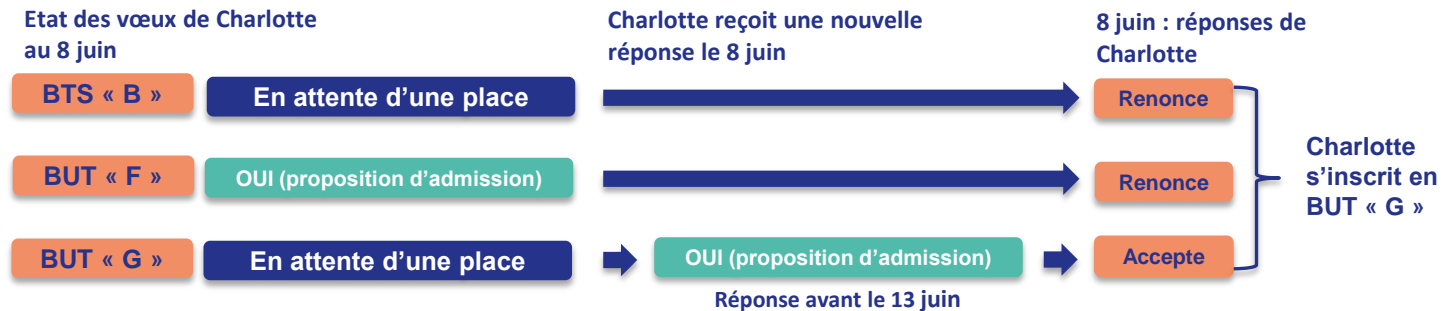 Etat des vœux de Charlotte
au 8 juin
Charlotte reçoit une nouvelle
réponse le 8 juin
8 juin : réponses de
Charlotte
BTS « B »
En attente d’une place
Renonce
BUT « F »
OUI (proposition d’admission)
Renonce
Charlotte
s’inscrit en
BUT « G »
BUT « G »
En attente d’une place
OUI (proposition d’admission)
Accepte
Réponse avant le 13 juin